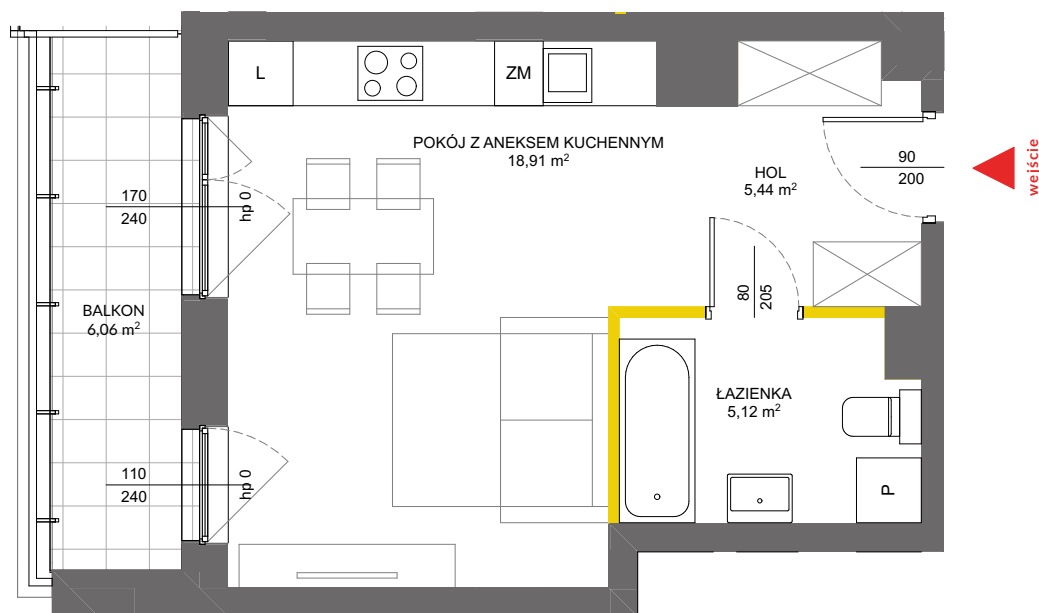 L
ZM
POKÓJ Z ANEKSEM KUCHENNYM
18,91 m²
HOL
5,44 m²
90
200
wejście
170
240
hp 0
80
205
BALKON
6,06 m²
ŁAZIENKA
5,12 m²
110
240
hp 0
P